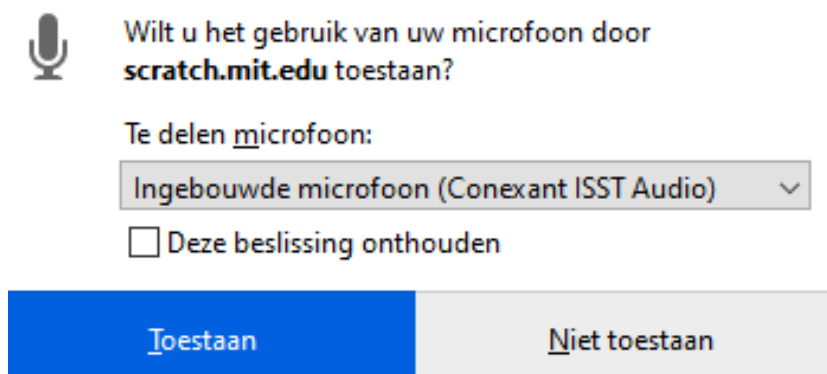 Wilt u het gebruik van uw microfoon door
scratch.mit.edu toestaan?
Te delen microfoon:
Ingebouwde microfoon (Conexant ISST Audio)
Deze beslissing onthouden
Toestaan
Niet toestaan